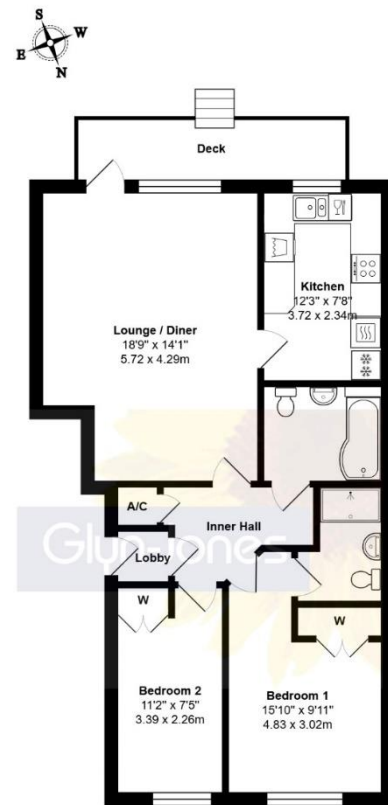 S
W
E
N
Deck
Kitchen
12'3" x 7'8"
3.72 x 2.34m
Lounge / Diner
18'9" x 14'1"
5.72 x 4.29m
A/C
Inner Hall
Glyn-Jones
Lobby
W
W
Bedroom 2
11'2" x 7'5"
3.39 x 2.26m
Bedroom 1
15'10" x 9'11"
4.83 x 3.02m